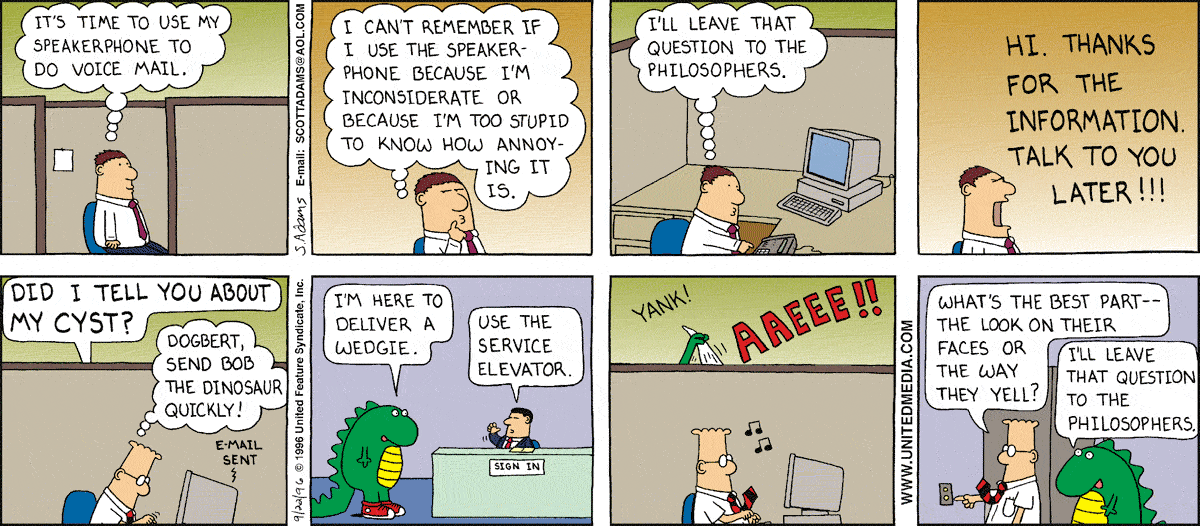 IT'S TIME TO USE MY
SPEAKERPHONE TO
DO VOICE MAIL.
S. Adams E-mail: SCOTTADAMS@AOL.COM
I CAN'T REMEMBER IF
I USE THE SPEAKER-
PHONE BECAUSE I'M
INCONSIDERATE OR
BECAUSE I'M TOO STUPID
TO KNOW HOW ANNOY-
ING IT
IS.
I'LL LEAVE THAT
QUESTION TO THE
PHILOSOPHERS.
HI. THANKS
FOR THE
INFORMATION.
TALK TO YOU
LATER!!!
DID I TELL YOU ABOUT
MY CYST?
DOGBERT,
SEND BOB
THE DINOSAUR
QUICKLY!
E-MAIL
SENT
9/22/96 © 1996 United Feature Syndicate, Inc.
I'M HERE TO
DELIVER A
WEDGIE.
USE THE
SERVICE
ELEVATOR.
SIGN IN
YANK!
AAEEE!!
WWW.UNITEDMEDIA.COM
WHAT'S THE BEST PART--
THE LOOK ON THEIR
FACES OR
THE WAY
THEY YELL?
I'LL LEAVE
THAT QUESTION
TO THE
PHILOSOPHERS.